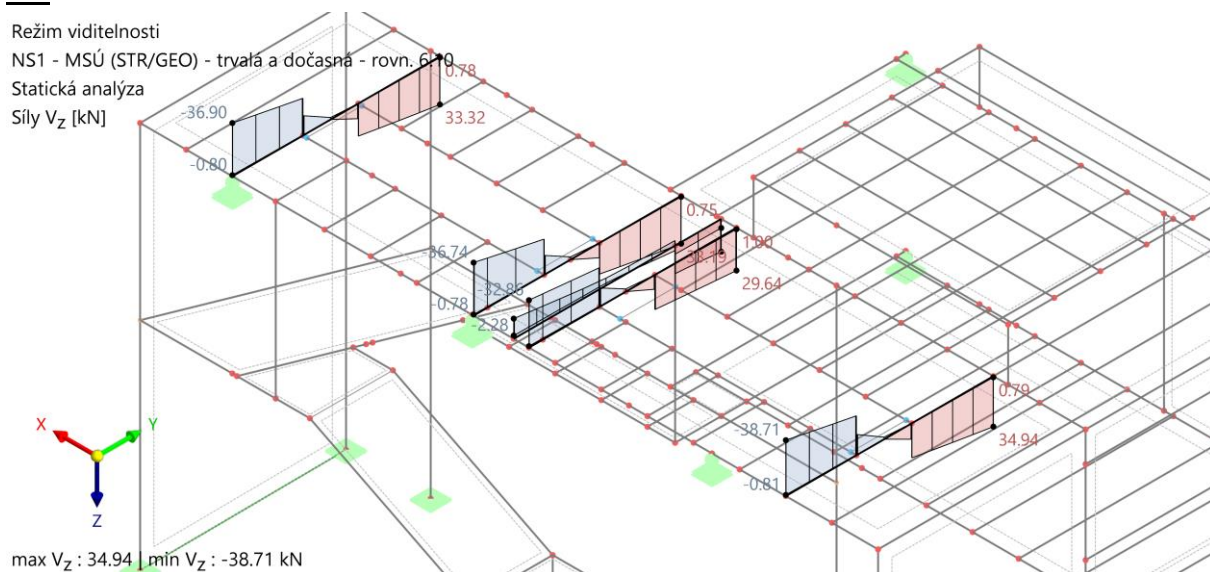 Režim viditelnosti
NS1 - MSÚ (STR/GEO) - trvalá a dočasná - rovn. 6.10
Statická analýza
Síly VZ [kN]
0.78
-36.90
33.32
-0.80
0.75
-36.74
1.00
38.19
29.64
-32.86
-0.78
-2.28
0.79
-38.71
34.94
-0.81
X
Y
Z
max VZ : 34.94 | min VZ : -38.71 kN